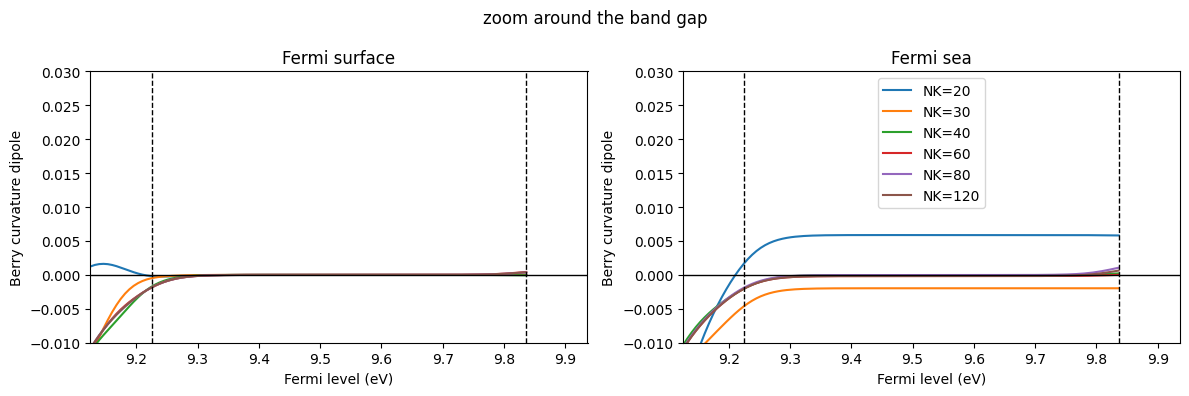 zoom around the band gap
Fermi surface
0.030
0.025
0.020
0.015
0.010
0.005
0.000
−0.005
−0.010
Berry curvature dipole
9.2 9.3 9.4 9.5 9.6 9.7 9.8 9.9
Fermi level (eV)
Fermi sea
0.030
0.025
0.020
0.015
0.010
0.005
0.000
−0.005
−0.010
Berry curvature dipole
NK=20
NK=30
NK=40
NK=60
NK=80
NK=120
9.2 9.3 9.4 9.5 9.6 9.7 9.8 9.9
Fermi level (eV)